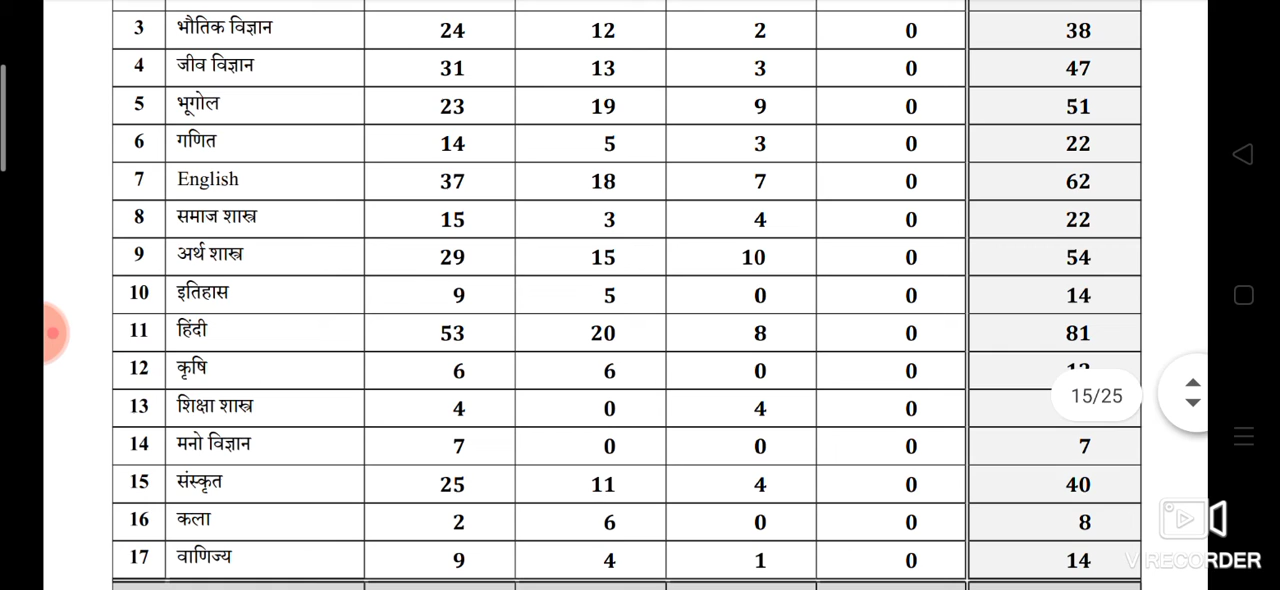 3 भौतिक विज्ञान 24 12 2 0 38
4 जीव विज्ञान 31 13 3 0 47
5 भूगोल 23 19 9 0 51
6 गणित 14 5 3 0 22
7 English 37 18 7 0 62
8 समाज शास्त्र 15 3 4 0 22
9 अर्थ शास्त्र 29 15 10 0 54
10 इतिहास 9 5 0 0 14
11 हिंदी 53 20 8 0 81
12 कृषि 6 6 0 0
15/25
13 शिक्षा शास्त्र 4 0 4 0
14 मनो विज्ञान 7 0 0 0 7
15 संस्कृत 25 11 4 0 40
16 कला 2 6 0 0 8
17 वाणिज्य 9 4 1 0 14
V RECORDER